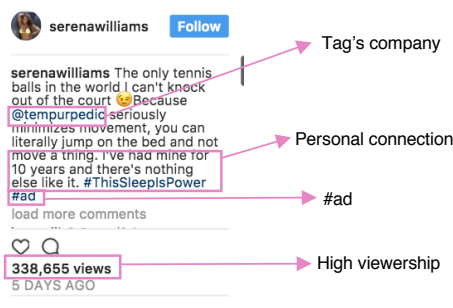 serenawilliams Follow
serenawilliams The only tennis
balls in the world I can't knock
out of the court 😉Because
@tempurpedic seriously
minimizes movement, you can
literally jump on the bed and not
move a thing. I've had mine for
10 years and there's nothing
else like it. #ThisSleepIsPower
#ad
load more comments
338,655 views
5 DAYS AGO
Tag's company
Personal connection
#ad
High viewership